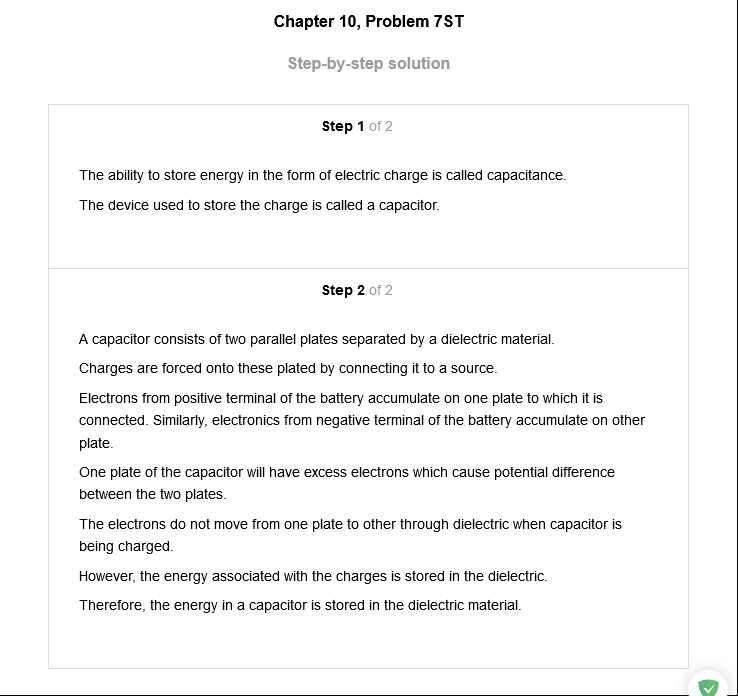 Chapter 10, Problem 7ST
Step-by-step solution
Step 1 of 2
The ability to store energy in the form of electric charge is called capacitance.
The device used to store the charge is called a capacitor.
Step 2 of 2
A capacitor consists of two parallel plates separated by a dielectric material.
Charges are forced onto these plated by connecting it to a source.
Electrons from positive terminal of the battery accumulate on one plate to which it is
connected. Similarly, electronics from negative terminal of the battery accumulate on other
plate.
One plate of the capacitor will have excess electrons which cause potential difference
between the two plates.
The electrons do not move from one plate to other through dielectric when capacitor is
being charged.
However, the energy associated with the charges is stored in the dielectric.
Therefore, the energy in a capacitor is stored in the dielectric material.